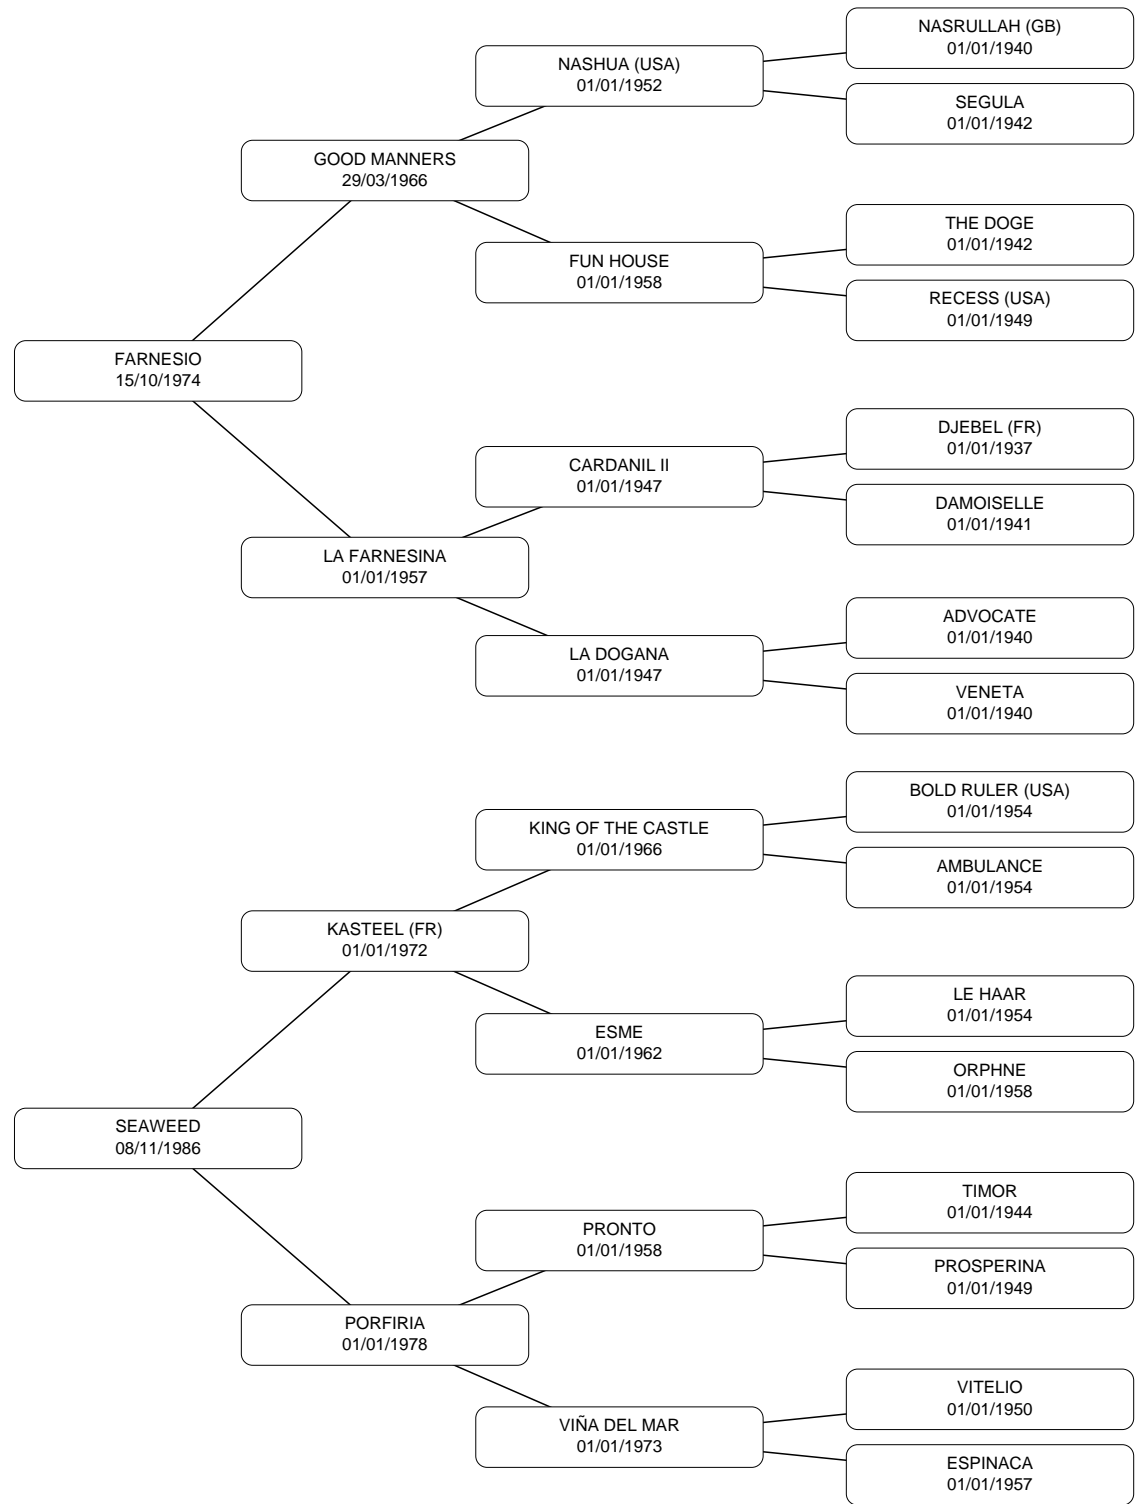 NASRULLAH (GB)
01/01/1940
NASHUA (USA)
01/01/1952
SEGULA
01/01/1942
GOOD MANNERS
29/03/1966
THE DOGE
01/01/1942
FUN HOUSE
01/01/1958
RECESS (USA)
01/01/1949
FARNESIO
15/10/1974
DJEBEL (FR)
01/01/1937
CARDANIL II
01/01/1947
DAMOISELLE
01/01/1941
LA FARNESINA
01/01/1957
ADVOCATE
01/01/1940
LA DOGANA
01/01/1947
VENETA
01/01/1940
BOLD RULER (USA)
01/01/1954
KING OF THE CASTLE
01/01/1966
AMBULANCE
01/01/1954
KASTEEL (FR)
01/01/1972
LE HAAR
01/01/1954
ESME
01/01/1962
ORPHNE
01/01/1958
SEAWEED
08/11/1986
TIMOR
01/01/1944
PRONTO
01/01/1958
PROSPERINA
01/01/1949
PORFIRIA
01/01/1978
VITELIO
01/01/1950
VIÑA DEL MAR
01/01/1973
ESPINACA
01/01/1957